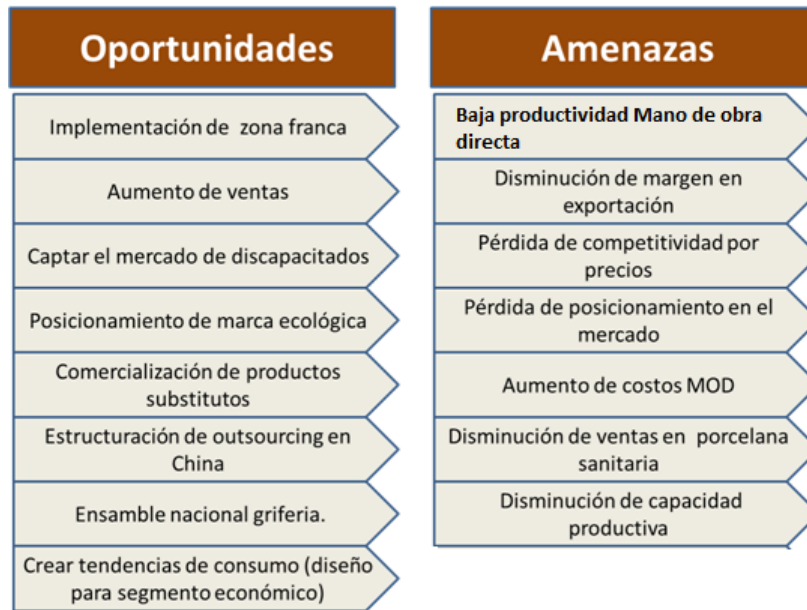 Oportunidades
Implementación de zona franca
Aumento de ventas
Captar el mercado de discapacitados
Posicionamiento de marca ecológica
Comercialización de productos
substitutos
Estructuración de outsourcing en
China
Ensamble nacional griferia.
Crear tendencias de consumo (diseño
para segmento económico)
Amenazas
Baja productividad Mano de obra
directa
Disminución de margen en
exportación
Pérdida de competitividad por
precios
Pérdida de posicionamiento en el
mercado
Aumento de costos MOD
Disminución de ventas en porcelana
sanitaria
Disminución de capacidad
productiva